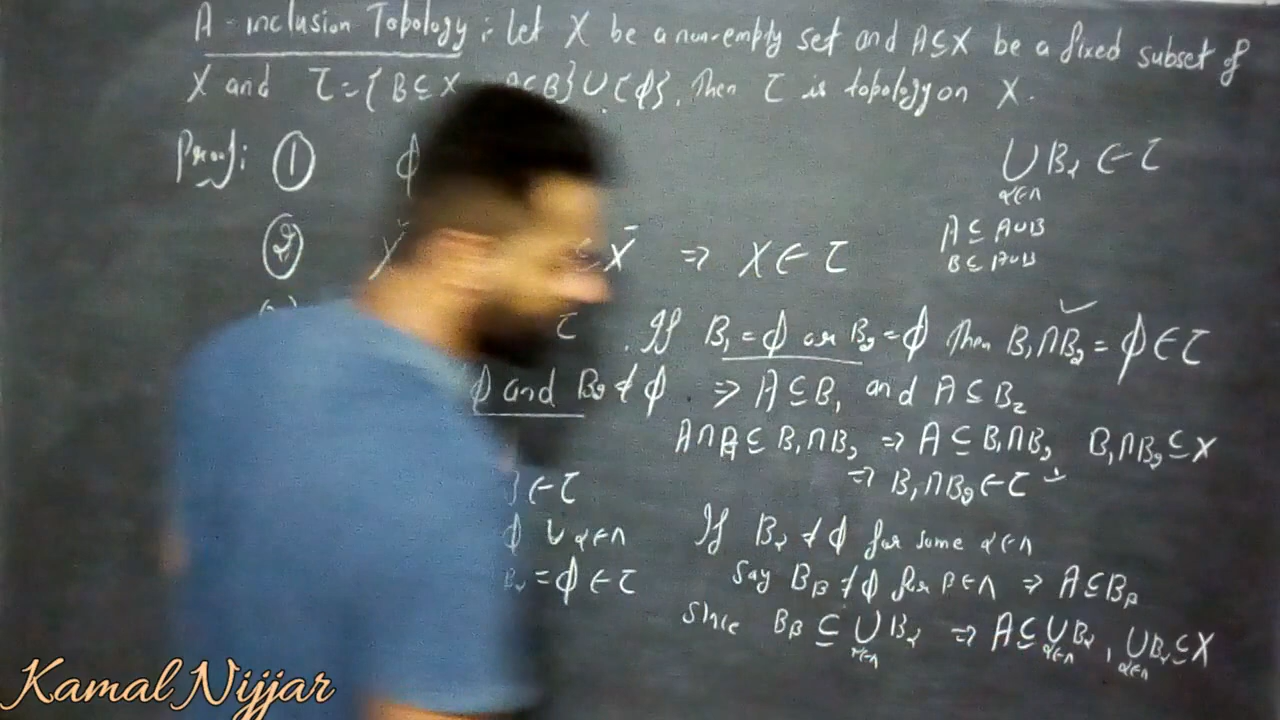 A-inclusion Topology : Let X be a non-empty set and A⊆X be a fixed subset of
X and τ = {B⊆X A⊆B}∪{ϕ}. Then τ is topology on X.
Proof: ① ϕ
⋃ B_α ∈ τ
α∈Λ
A ⊆ A∪B
B ⊆ A∪B
② X ⊆ X ⇒ X ∈ τ
τ . If B₁ = ϕ or B₂ = ϕ Then B₁∩B₂ = ϕ ∈ τ
ϕ and B₂ ≠ ϕ ⇒ A⊆B₁ and A⊆B₂
A∩A ⊆ B₁∩B₂ ⇒ A ⊆ B₁∩B₂ B₁∩B₂ ⊆ X
⇒ B₁∩B₂ ∈ τ
} ∈ τ
ϕ ∀ α∈Λ
B_α = ϕ ∈ τ
If B_α ≠ ϕ for some α∈Λ
Say B_β ≠ ϕ for β∈Λ ⇒ A⊆B_β
Since B_β ⊆ ⋃ B_α ⇒ A ⊆ ⋃ B_α , ⋃ B_α ⊆ X
α∈Λ α∈Λ α∈Λ
Kamal Nijjar